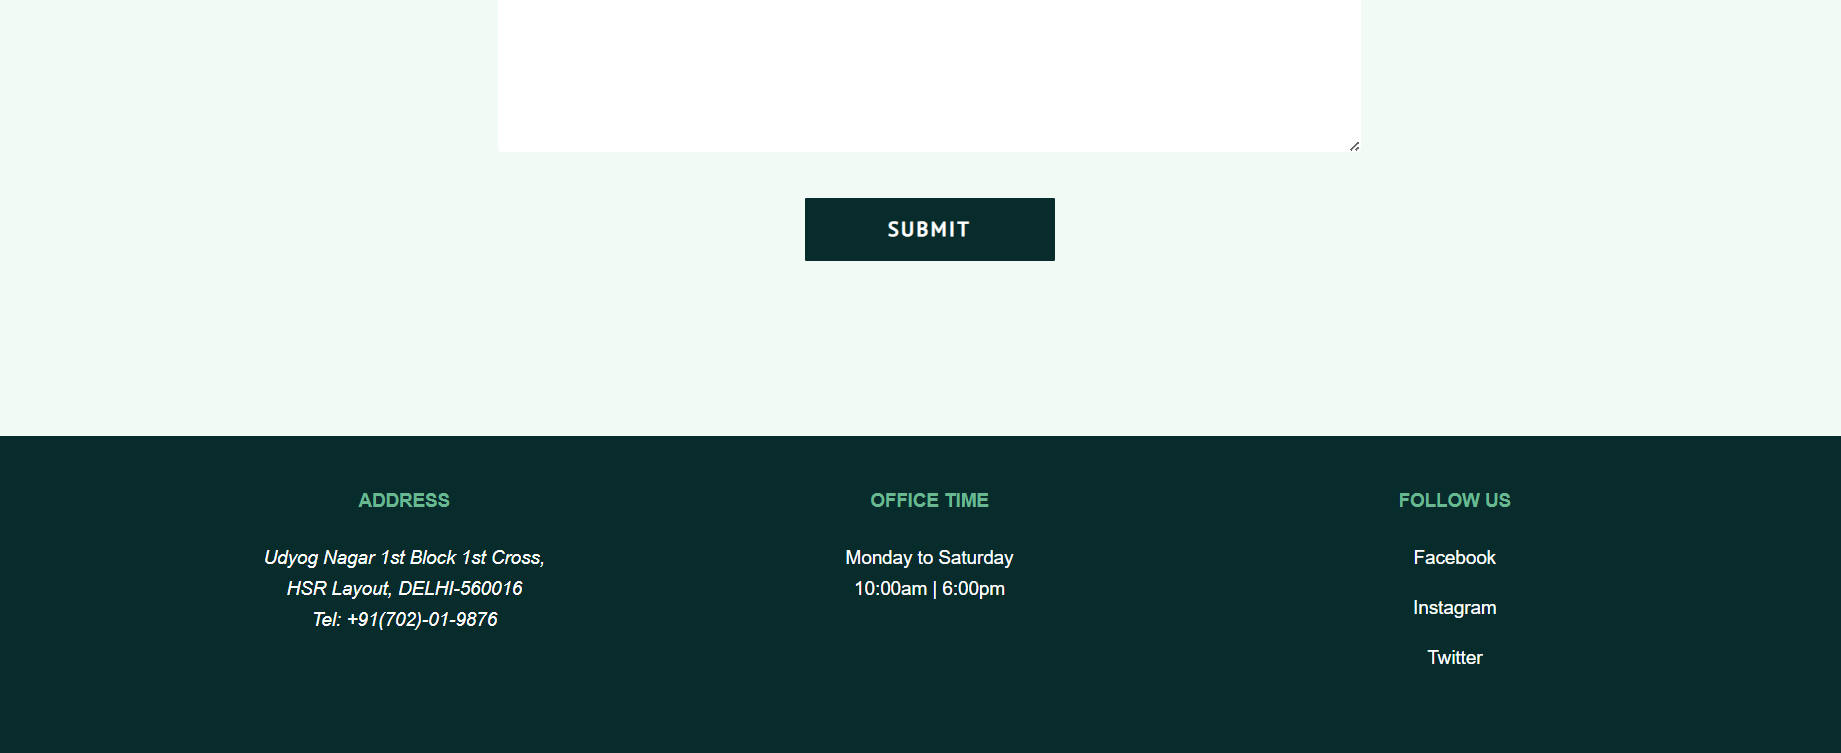 SUBMIT
ADDRESS
Udyog Nagar 1st Block 1st Cross,
HSR Layout, DELHI-560016
Tel: +91(702)-01-9876
OFFICE TIME
Monday to Saturday
10:00am | 6:00pm
FOLLOW US
Facebook
Instagram
Twitter